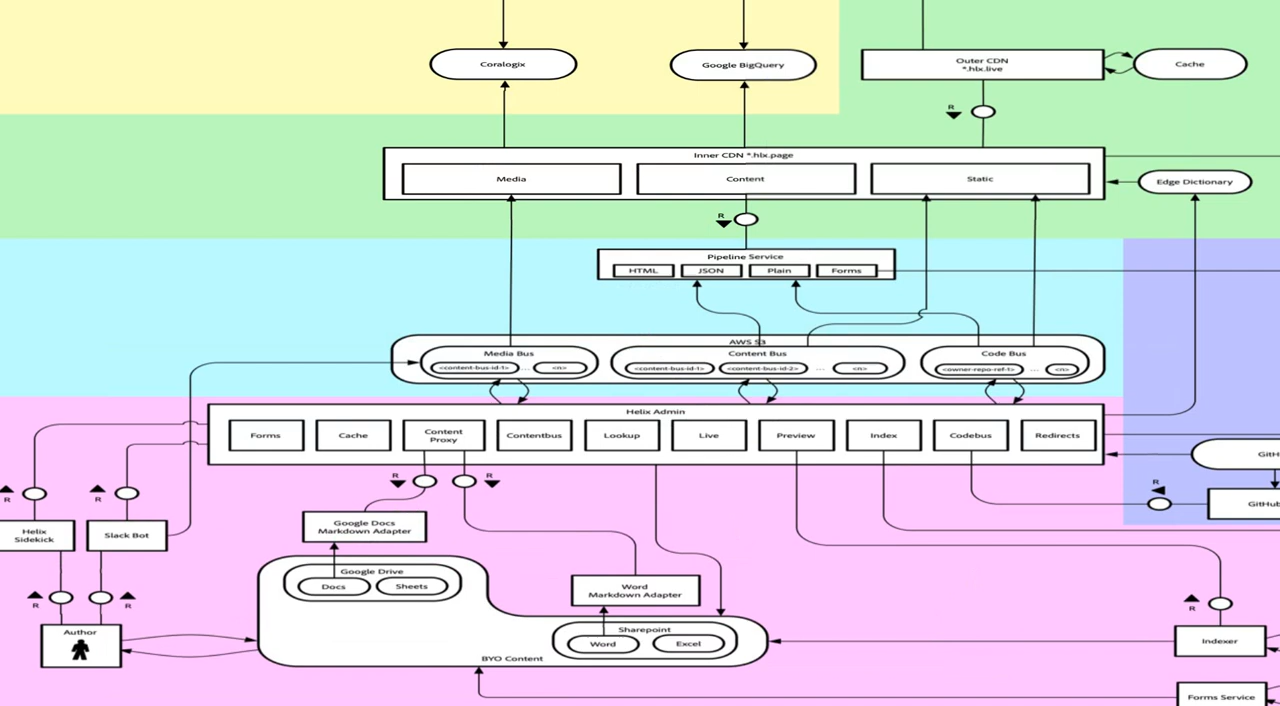 Coralogix
Google BigQuery
Outer CDN
*.hlx.live
Cache
R
Inner CDN *.hlx.page
Media
Content
Static
Edge Dictionary
R
Pipeline Service
HTML
JSON
Plain
Forms
AWS S3
Media Bus
Content Bus
Code Bus
<content-bus-id-1>
...
<n>
<content-bus-id-1>
<content-bus-id-2>
...
<n>
<owner-repo-ref-1>
...
<n>
Helix Admin
Forms
Cache
Content
Proxy
Contentbus
Lookup
Live
Preview
Index
Codebus
Redirects
GitH
R
R
R
R
R
GitHub
Helix
Sidekick
Slack Bot
Google Docs
Markdown Adapter
Google Drive
Docs
Sheets
Word
Markdown Adapter
R
R
R
Author
Sharepoint
Word
Excel
BYO Content
Indexer
Forms Service